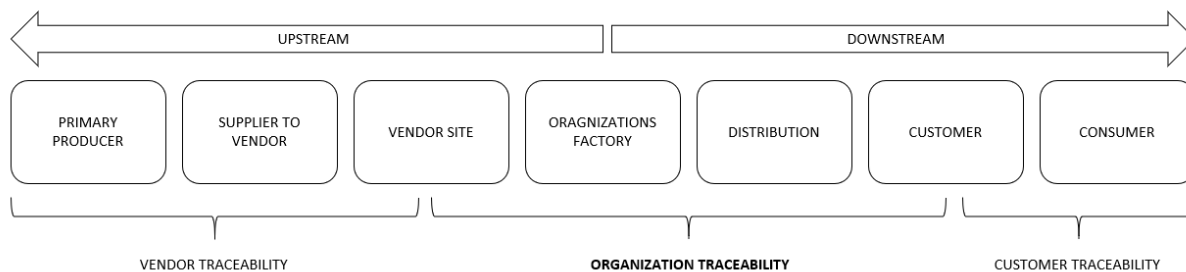 UPSTREAM
DOWNSTREAM
PRIMARY
PRODUCER
SUPPLIER TO
VENDOR
VENDOR SITE
ORAGNIZATIONS
FACTORY
DISTRIBUTION
CUSTOMER
CONSUMER
VENDOR TRACEABILITY
ORGANIZATION TRACEABILITY
CUSTOMER TRACEABILITY